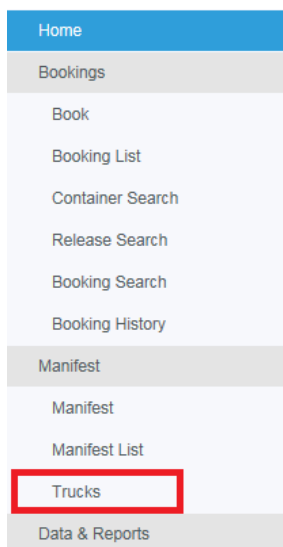 Home
Bookings
Book
Booking List
Container Search
Release Search
Booking Search
Booking History
Manifest
Manifest
Manifest List
Trucks
Data & Reports